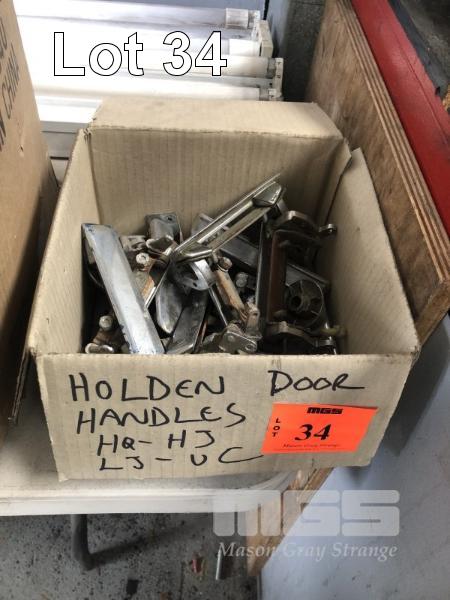 Lot 34
CHINA
HOLDEN DOOR
HANDLES
HQ-HJ
LJ-UC
MGS
LOT
34
Mason Gray Strange
MGS
Mason Gray Strange